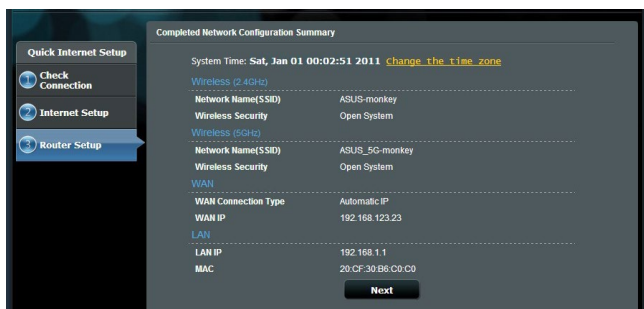 Completed Network Configuration Summary
Quick Internet Setup
1 Check Connection
2 Internet Setup
3 Router Setup
System Time: Sat, Jan 01 00:02:51 2011 Change the time zone
Wireless (2.4GHz)
Network Name(SSID) ASUS-monkey
Wireless Security Open System
Wireless (5GHz)
Network Name(SSID) ASUS_5G-monkey
Wireless Security Open System
WAN
WAN Connection Type Automatic IP
WAN IP 192.168.123.23
LAN
LAN IP 192.168.1.1
MAC 20:CF:30:B6:C0:C0
Next